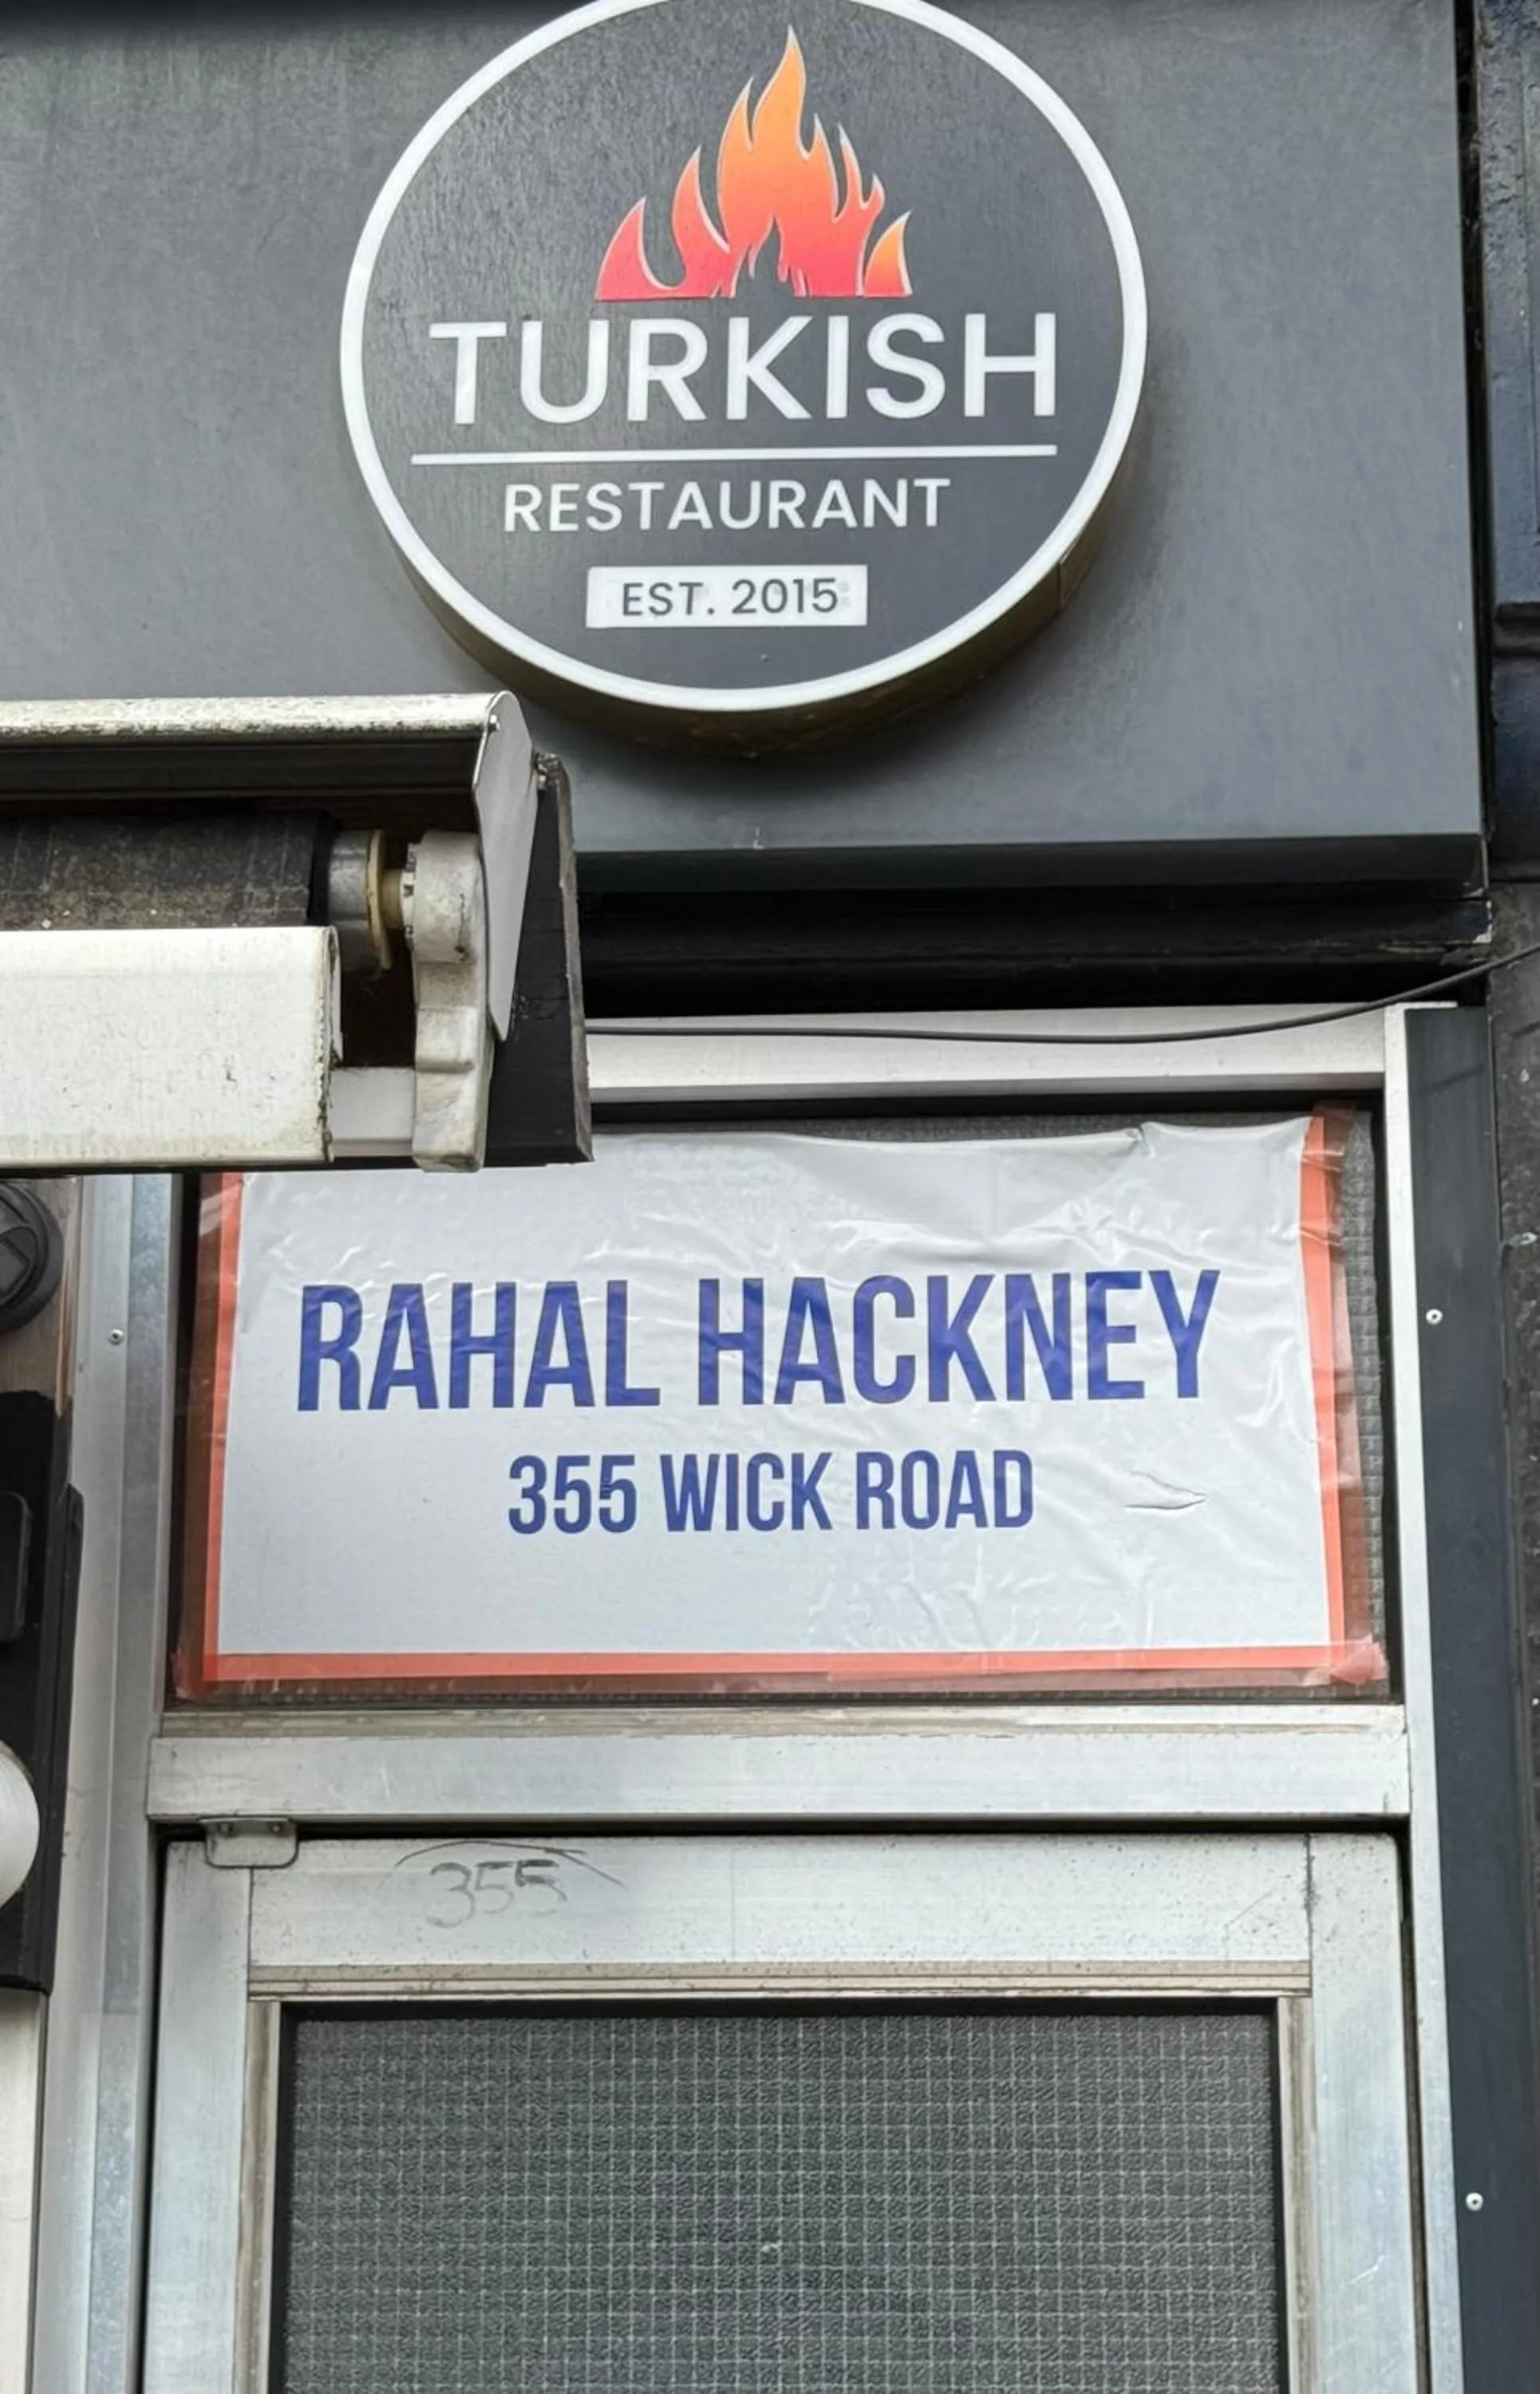 TURKISH
RESTAURANT
EST. 2015
RAHAL HACKNEY
355 WICK ROAD
355